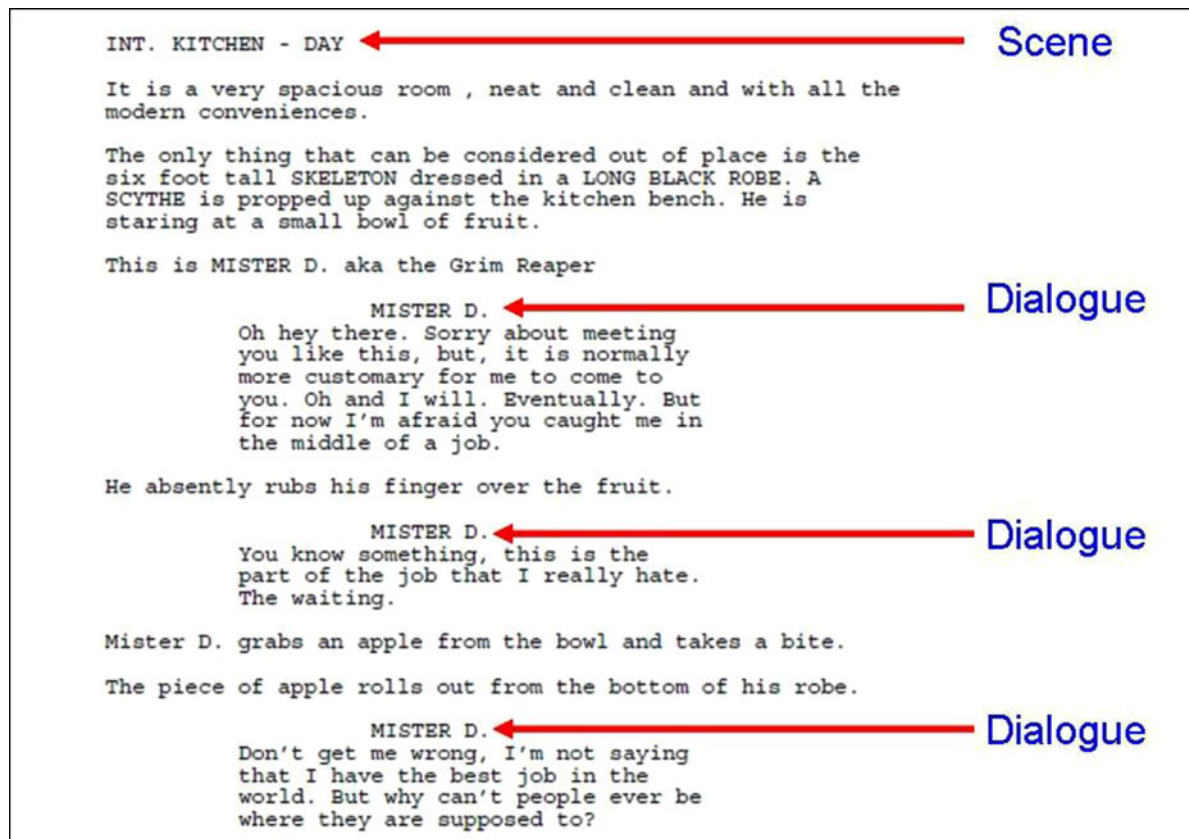 INT. KITCHEN - DAY Scene
It is a very spacious room , neat and clean and with all the
modern conveniences.
The only thing that can be considered out of place is the
six foot tall SKELETON dressed in a LONG BLACK ROBE. A
SCYTHE is propped up against the kitchen bench. He is
staring at a small bowl of fruit.
This is MISTER D. aka the Grim Reaper
MISTER D. Dialogue
Oh hey there. Sorry about meeting
you like this, but, it is normally
more customary for me to come to
you. Oh and I will. Eventually. But
for now I'm afraid you caught me in
the middle of a job.
He absently rubs his finger over the fruit.
MISTER D. Dialogue
You know something, this is the
part of the job that I really hate.
The waiting.
Mister D. grabs an apple from the bowl and takes a bite.
The piece of apple rolls out from the bottom of his robe.
MISTER D. Dialogue
Don't get me wrong, I'm not saying
that I have the best job in the
world. But why can't people ever be
where they are supposed to?